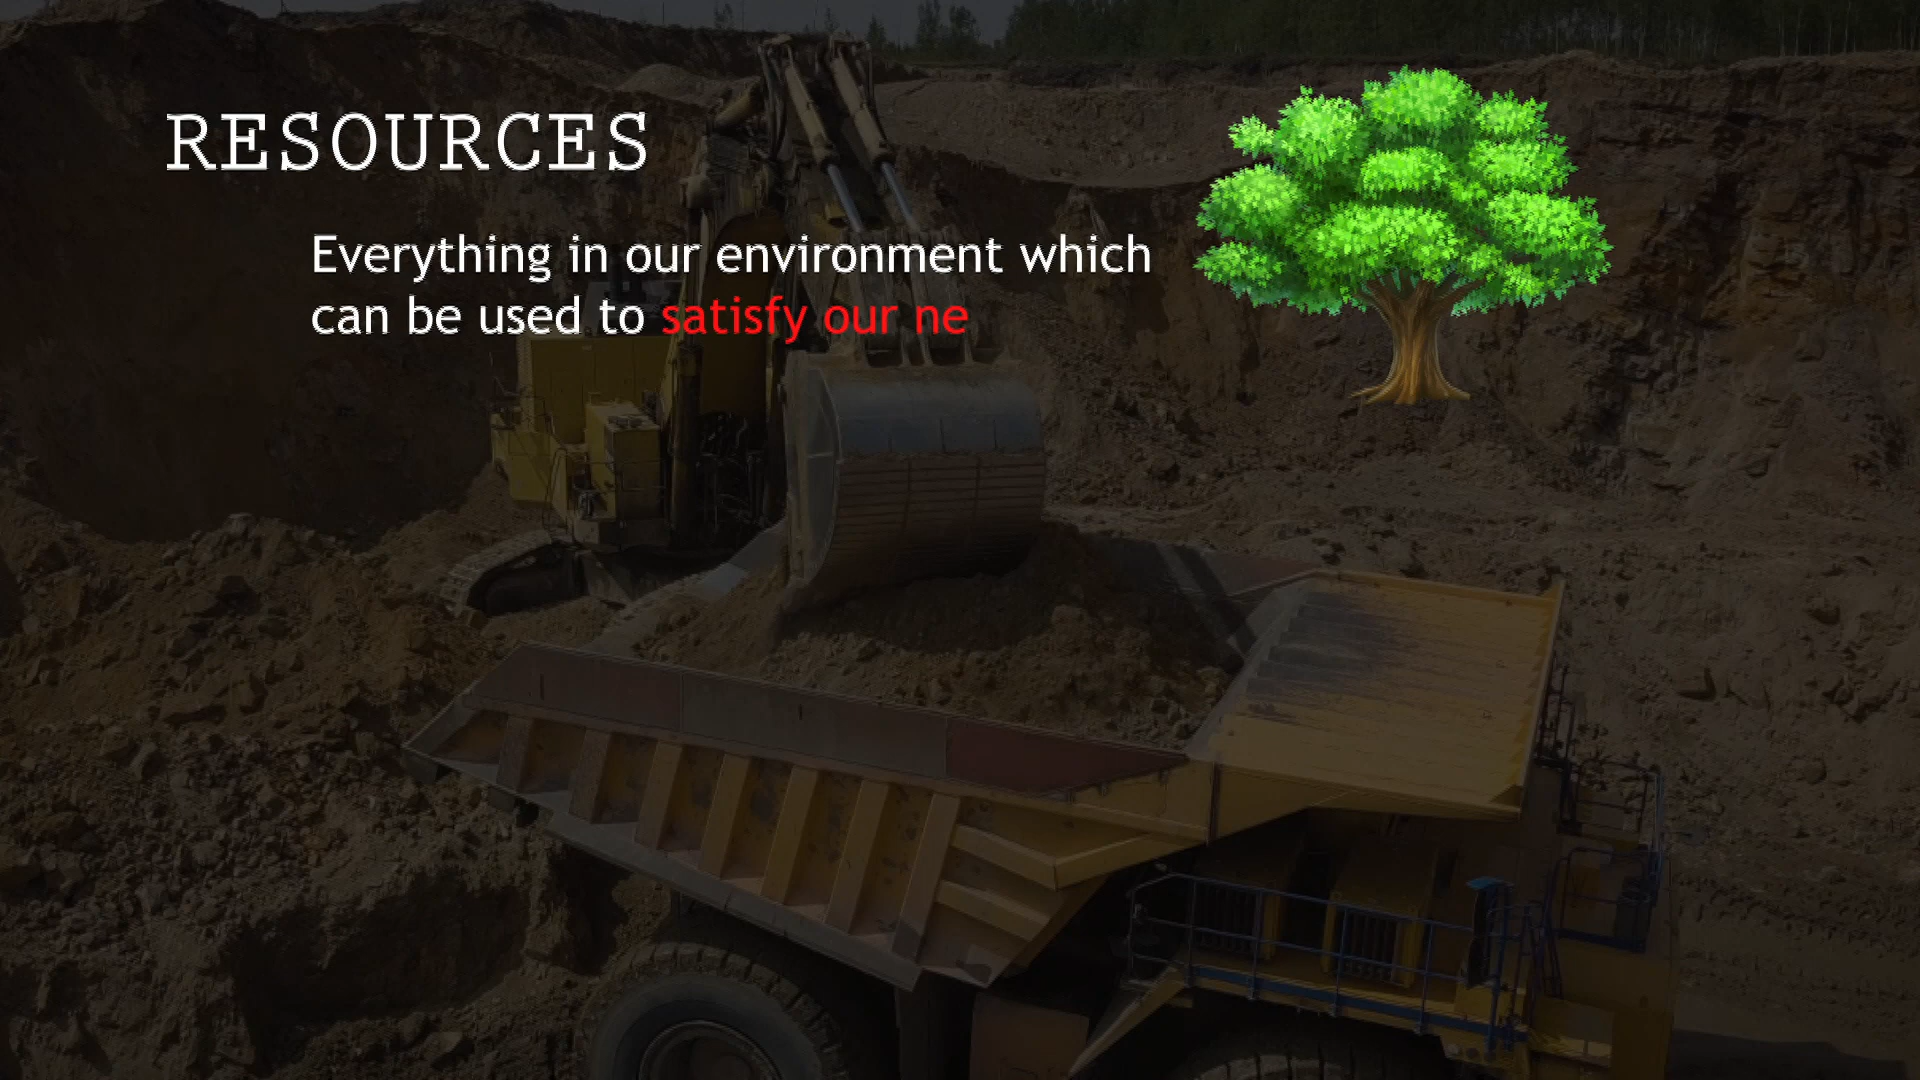 RESOURCES
Everything in our environment which
can be used to satisfy our ne